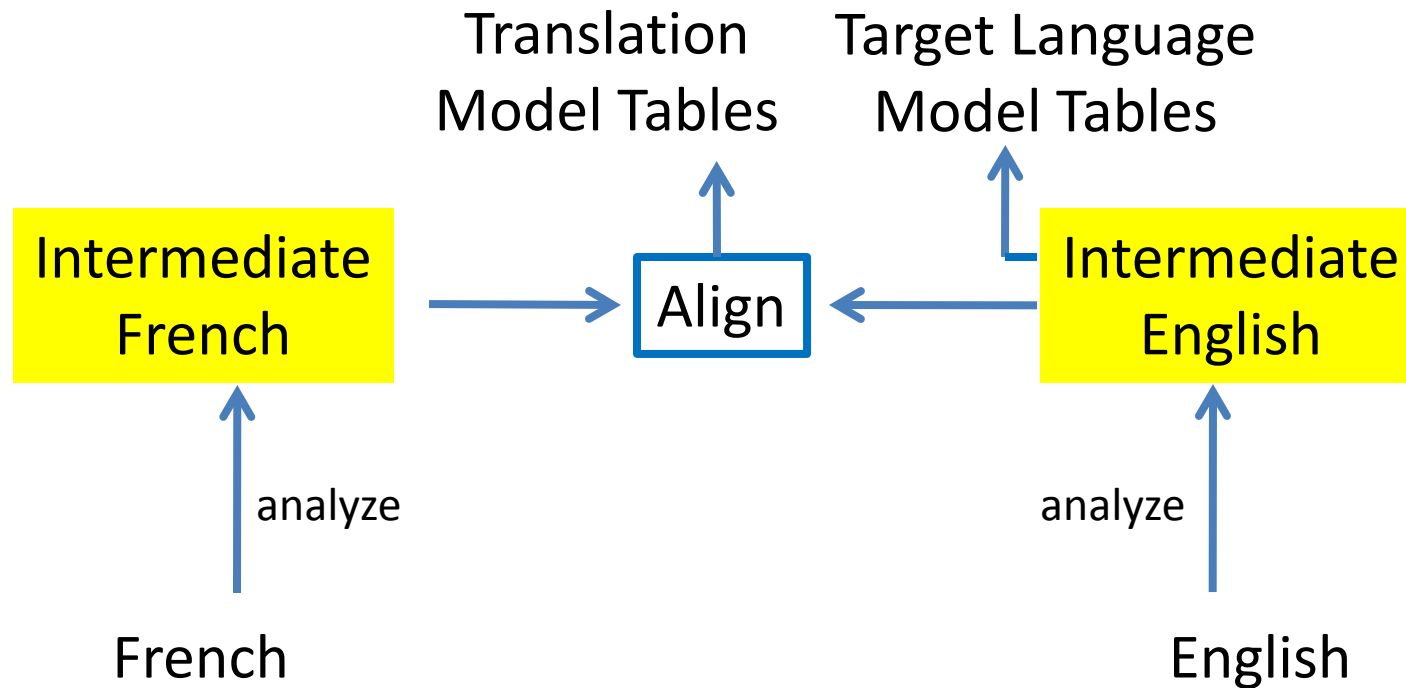 Translation
Model Tables
Target Language
Model Tables
Intermediate
French
Align
Intermediate
English
analyze
analyze
French
English